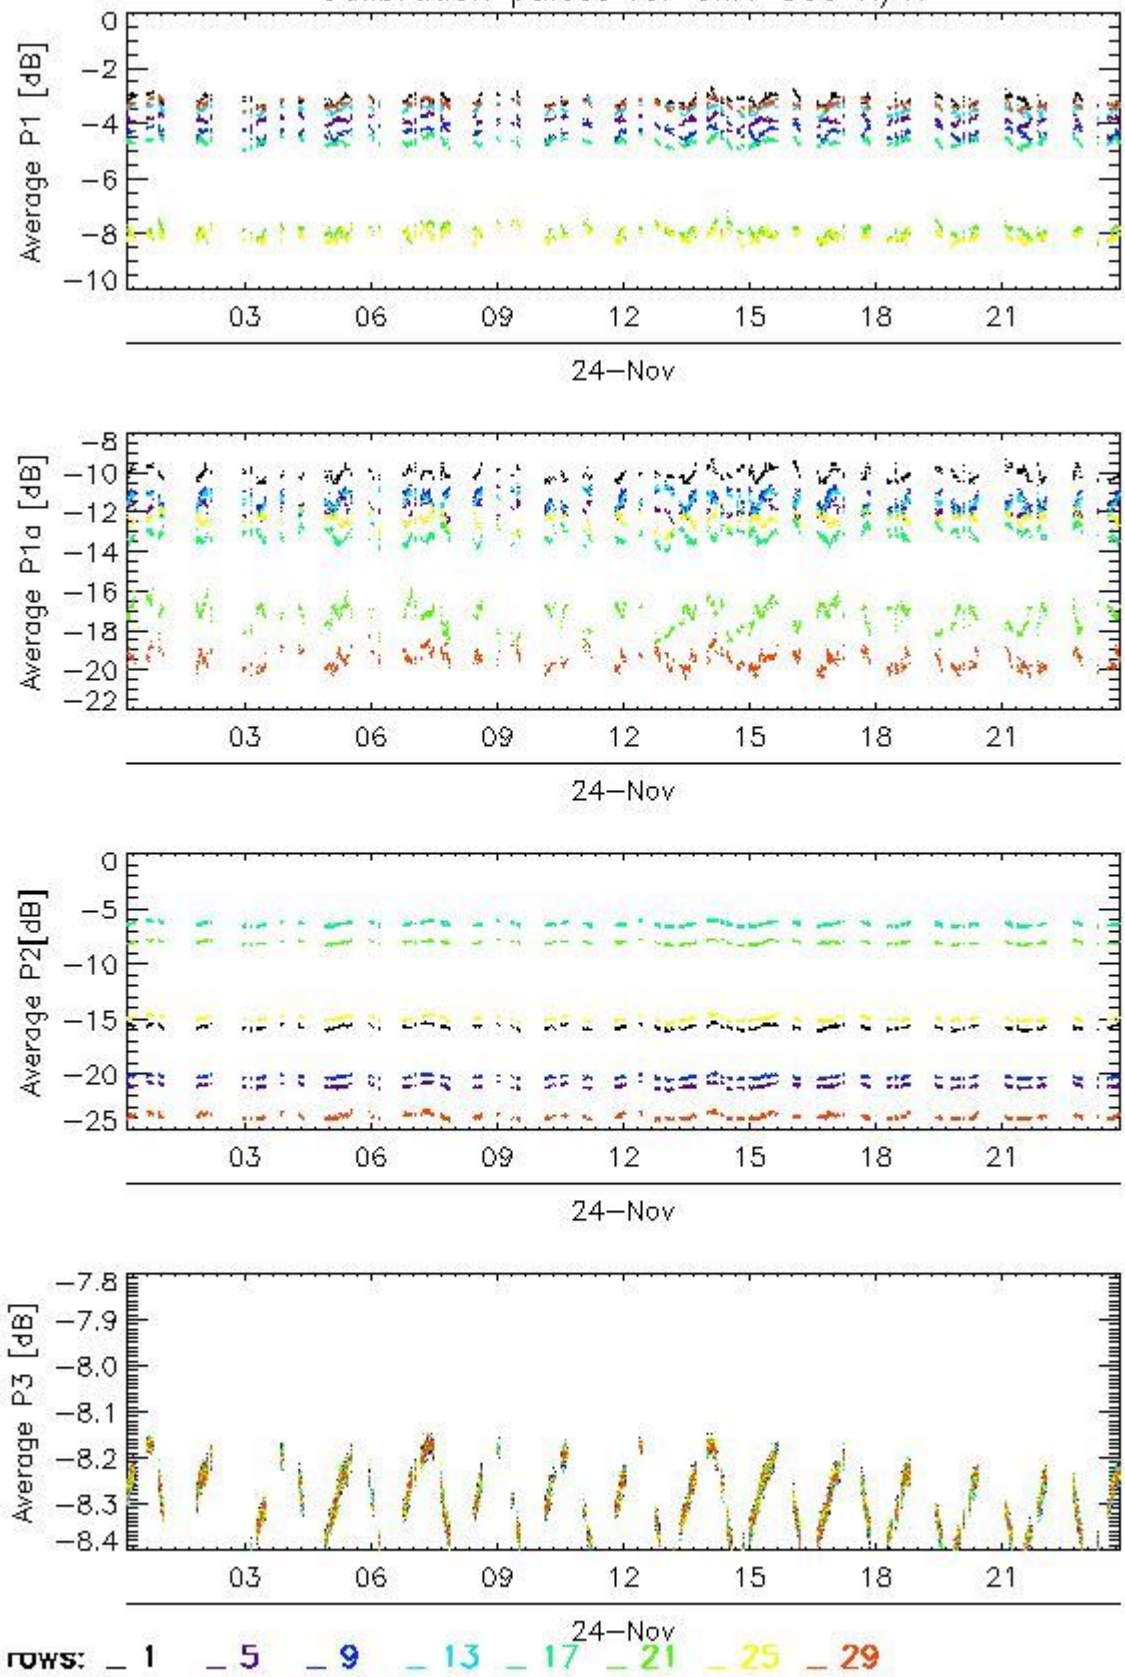 Average P1 [dB]
0
−2
−4
−6
−8
−10
03 06 09 12 15 18 21
24−Nov
Average P1a [dB]
−8
−10
−12
−14
−16
−18
−20
−22
03 06 09 12 15 18 21
24−Nov
Average P2[dB]
0
−5
−10
−15
−20
−25
03 06 09 12 15 18 21
24−Nov
Average P3 [dB]
−7.8
−7.9
−8.0
−8.1
−8.2
−8.3
−8.4
03 06 09 12 15 18 21
24−Nov
rows: _ 1 _ 5 _ 9 _ 13 _ 17 _ 21 _ 25 _ 29